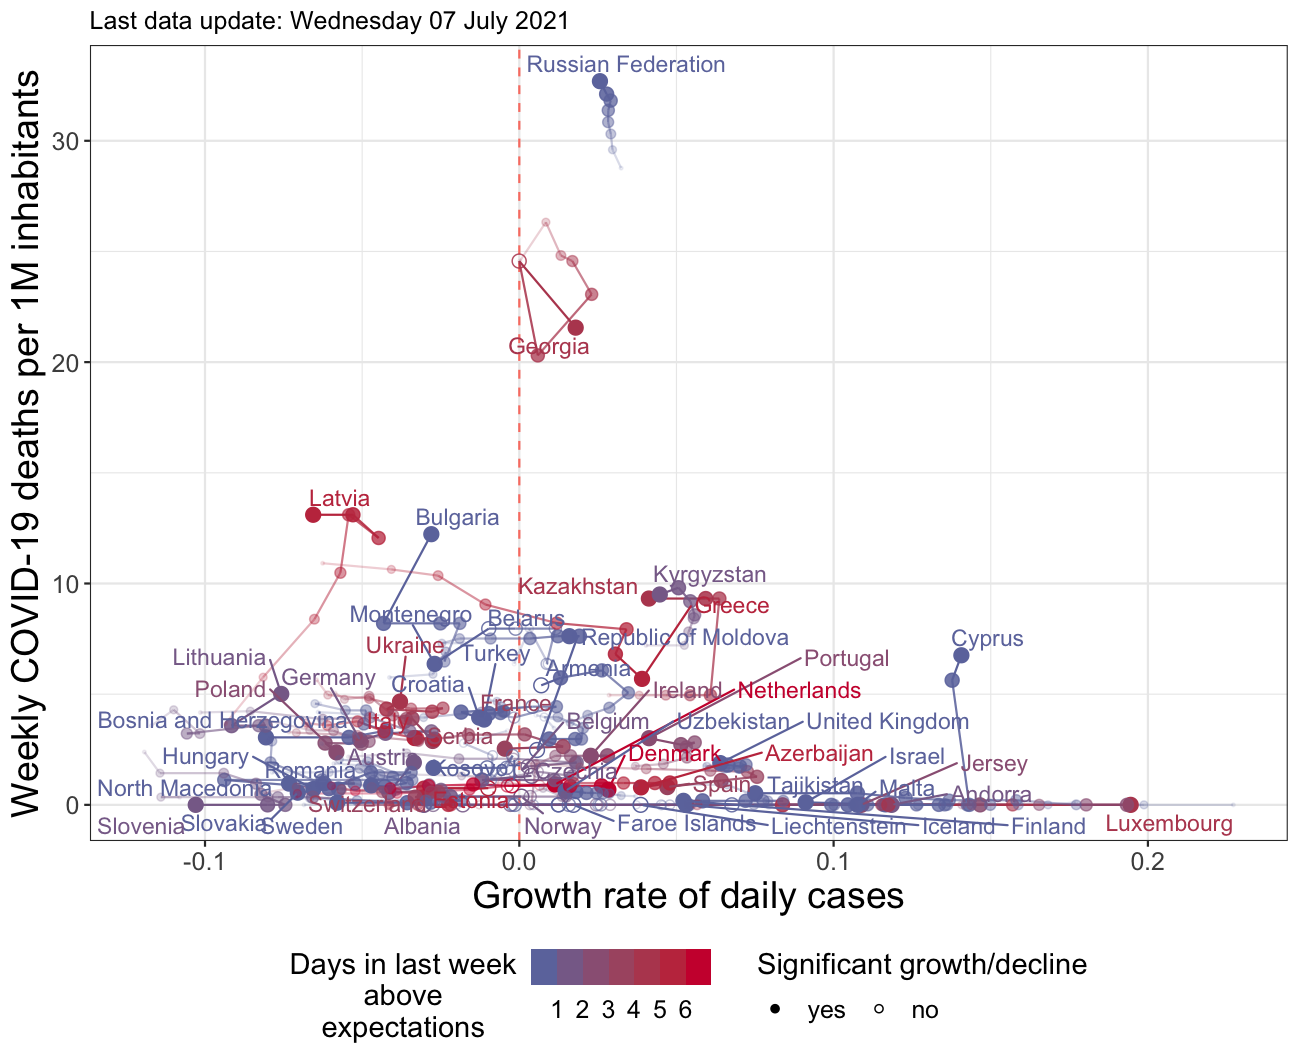 Last data update: Wednesday 07 July 2021
Weekly COVID-19 deaths per 1M inhabitants
Russian Federation
30
Georgia
20
Latvia
Bulgaria
10
Kazakhstan
Kyrgyzstan
Greece
Montenegro
Belarus
Republic of Moldova
Ukraine
Turkey
Cyprus
Lithuania
Armenia
Portugal
Germany
Poland
Croatia
Ireland
Netherlands
France
Bosnia and Herzegovina
Italy
Belgium
Uzbekistan
United Kingdom
Serbia
Hungary
Austria
Denmark
Azerbaijan
Israel
Romania
Kosovo
Czechia
Jersey
North Macedonia
Spain
Tajikistan
Malta
Andorra
0
Switzerland
Estonia
Slovenia
Slovakia
Sweden
Albania
Norway
Faroe Islands
Liechtenstein
Iceland
Finland
Luxembourg
-0.1
0.0
0.1
0.2
Growth rate of daily cases
Days in last week
above
expectations
1 2 3 4 5 6
Significant growth/decline
yes
no